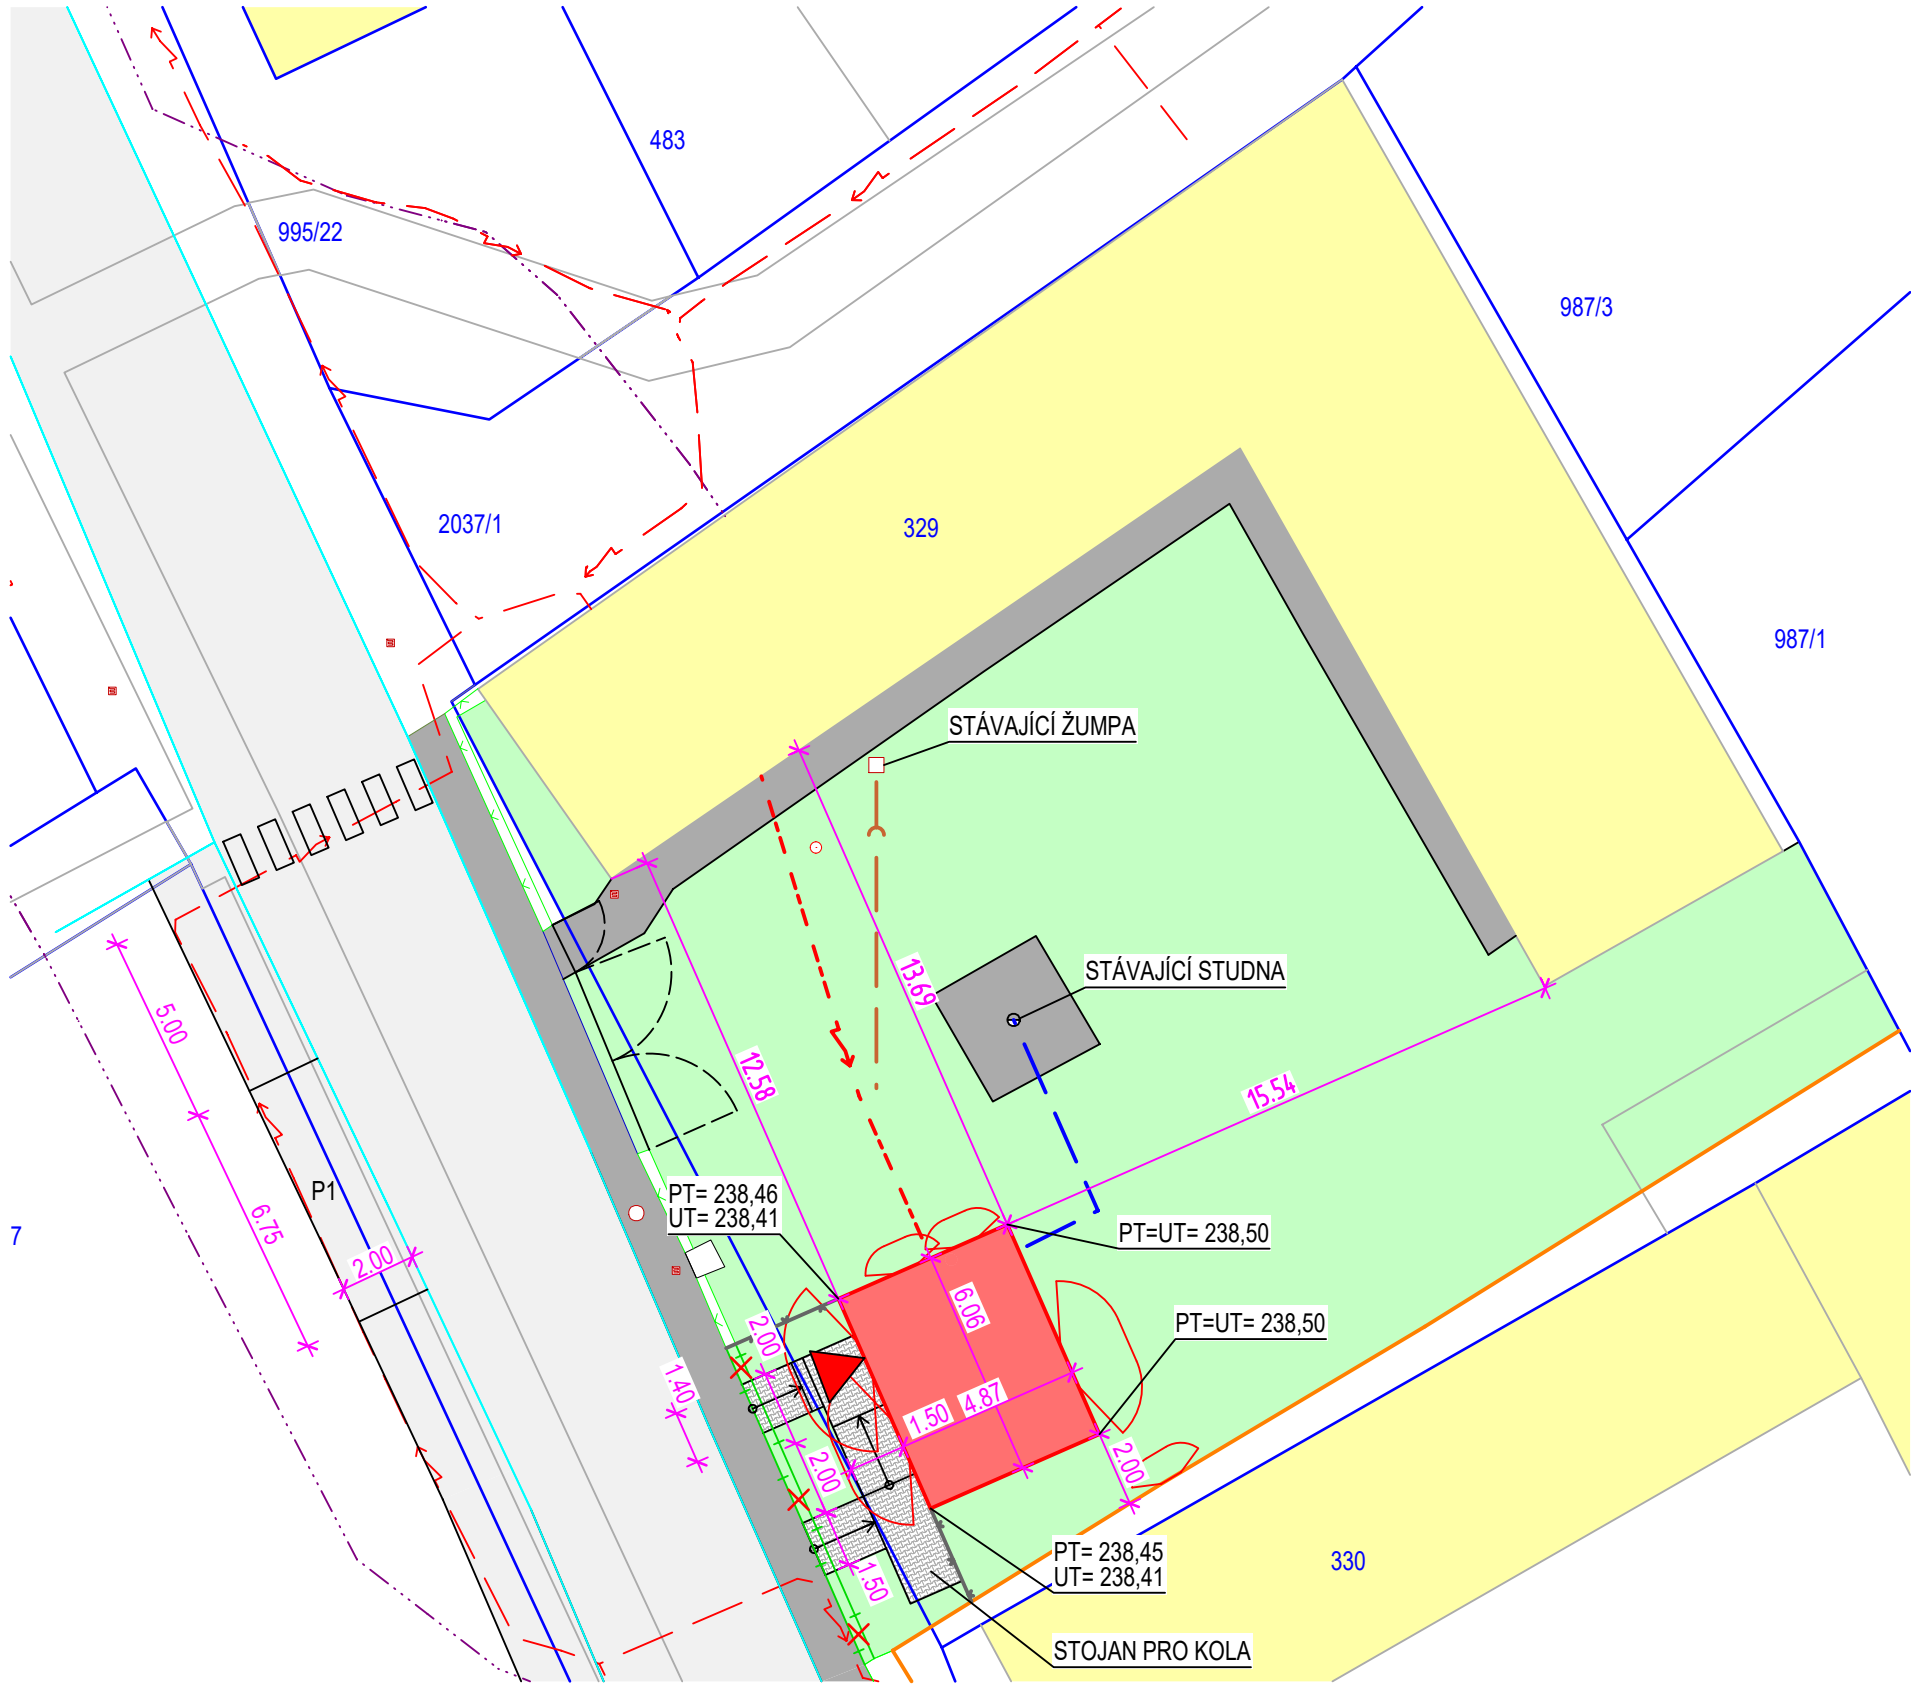 483
995/22
987/3
2037/1
329
987/1
STÁVAJÍCÍ ŽUMPA
STÁVAJÍCÍ STUDNA
13.69
5.00
12.58
15.54
P1
PT= 238,46
UT= 238,41
6.75
7
PT=UT= 238,50
2.00
6.06
2.00
PT=UT= 238,50
1.40
1.50
4.87
2.00
2.00
PT= 238,45
UT= 238,41
330
1.50
STOJAN PRO KOLA